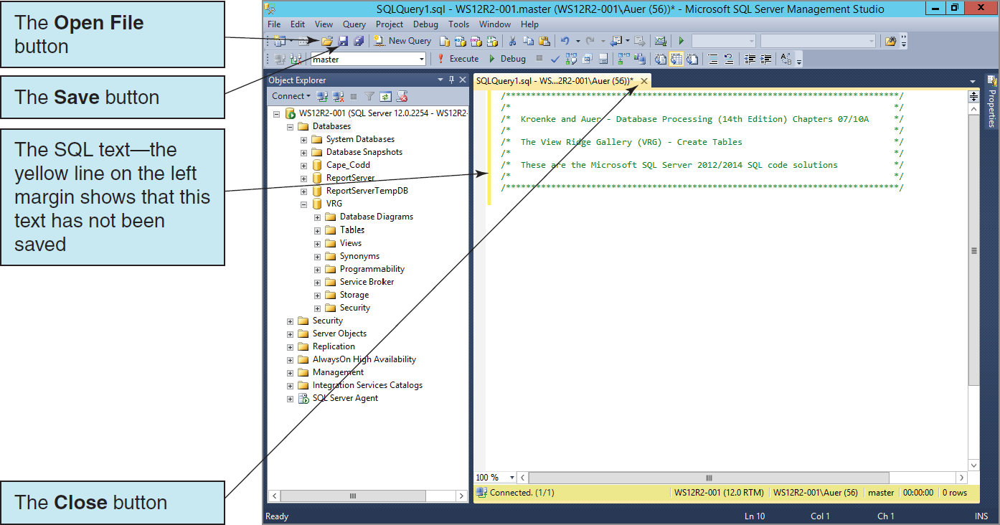 The Open File
button
The Save button
The SQL text—the
yellow line on the left
margin shows that this
text has not been
saved
The Close button
SQLQuery1.sql - WS12R2-001.master (WS12R2-001\Auer (56))* - Microsoft SQL Server Management Studio
File Edit View Query Project Debug Tools Window Help
New Query
master Execute Debug
Object Explorer
Connect
WS12R2-001 (SQL Server 12.0.2254 - WS12R2-
Databases
System Databases
Database Snapshots
Cape_Codd
ReportServer
ReportServerTempDB
VRG
Database Diagrams
Tables
Views
Synonyms
Programmability
Service Broker
Storage
Security
Security
Server Objects
Replication
AlwaysOn High Availability
Management
Integration Services Catalogs
SQL Server Agent
SQLQuery1.sql - WS...2R2-001\Auer (56))*
/*******************************************************************************/
/* */
/* Kroenke and Auer - Database Processing (14th Edition) Chapters 07/10A */
/* */
/* The View Ridge Gallery (VRG) - Create Tables */
/* */
/* These are the Microsoft SQL Server 2012/2014 SQL code solutions */
/* */
/*******************************************************************************/
Properties
100 %
Connected. (1/1) WS12R2-001 (12.0 RTM) WS12R2-001\Auer (56) master 00:00:00 0 rows
Ready Ln 10 Col 1 Ch 1 INS